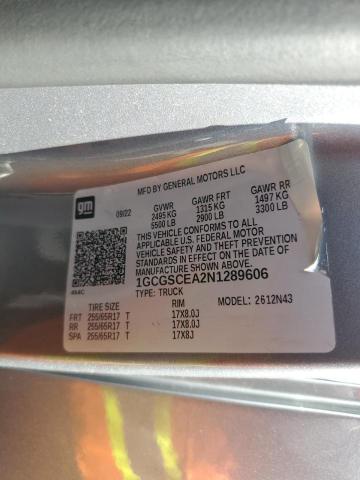 MFD BY GENERAL MOTORS LLC
gm
09/22 GVWR GAWR FRT GAWR RR
2495 KG 1315 KG 1497 KG
5500 LB 2900 LB 3300 LB
THIS VEHICLE CONFORMS TO ALL
APPLICABLE U.S. FEDERAL MOTOR
VEHICLE SAFETY AND THEFT PREVENTION
STANDARDS IN EFFECT ON THE DATE OF
MANUFACTURE SHOWN ABOVE.
1GCGSCEA2N1289606
TYPE: TRUCK
TIRE SIZE RIM MODEL: 2612N43
FRT 255/65R17 T 17X8.0J
RR 255/65R17 T 17X8.0J
SPA 255/65R17 T 17X8J